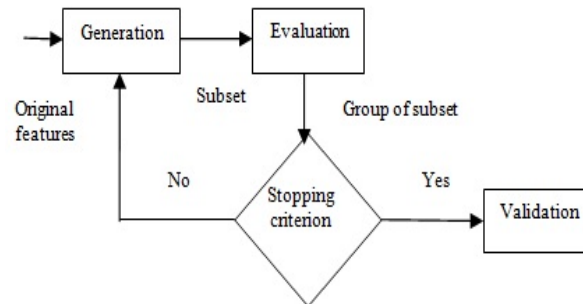 Generation
Evaluation
Original
features
Subset
Group of subset
No
Stopping
criterion
Yes
Validation